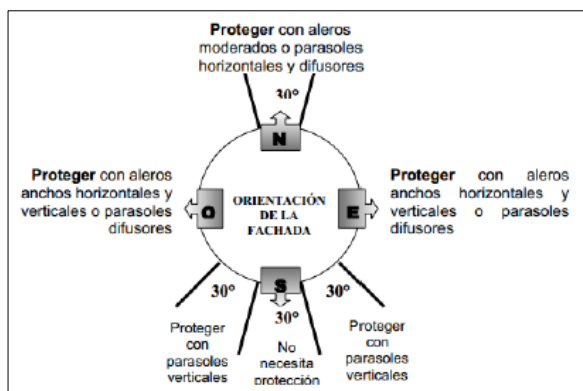 Proteger con aleros
moderados o parasoles
horizontales y difusores
30°
N
Proteger con aleros
anchos horizontales y
verticales o parasoles
difusores
O
ORIENTACIÓN
DE LA
FACHADA
E
Proteger con aleros
anchos horizontales y
verticales o parasoles
difusores
S
30°
30°
30°
Proteger
con
parasoles
verticales
No
necesita
protección
Proteger
con
parasoles
verticales